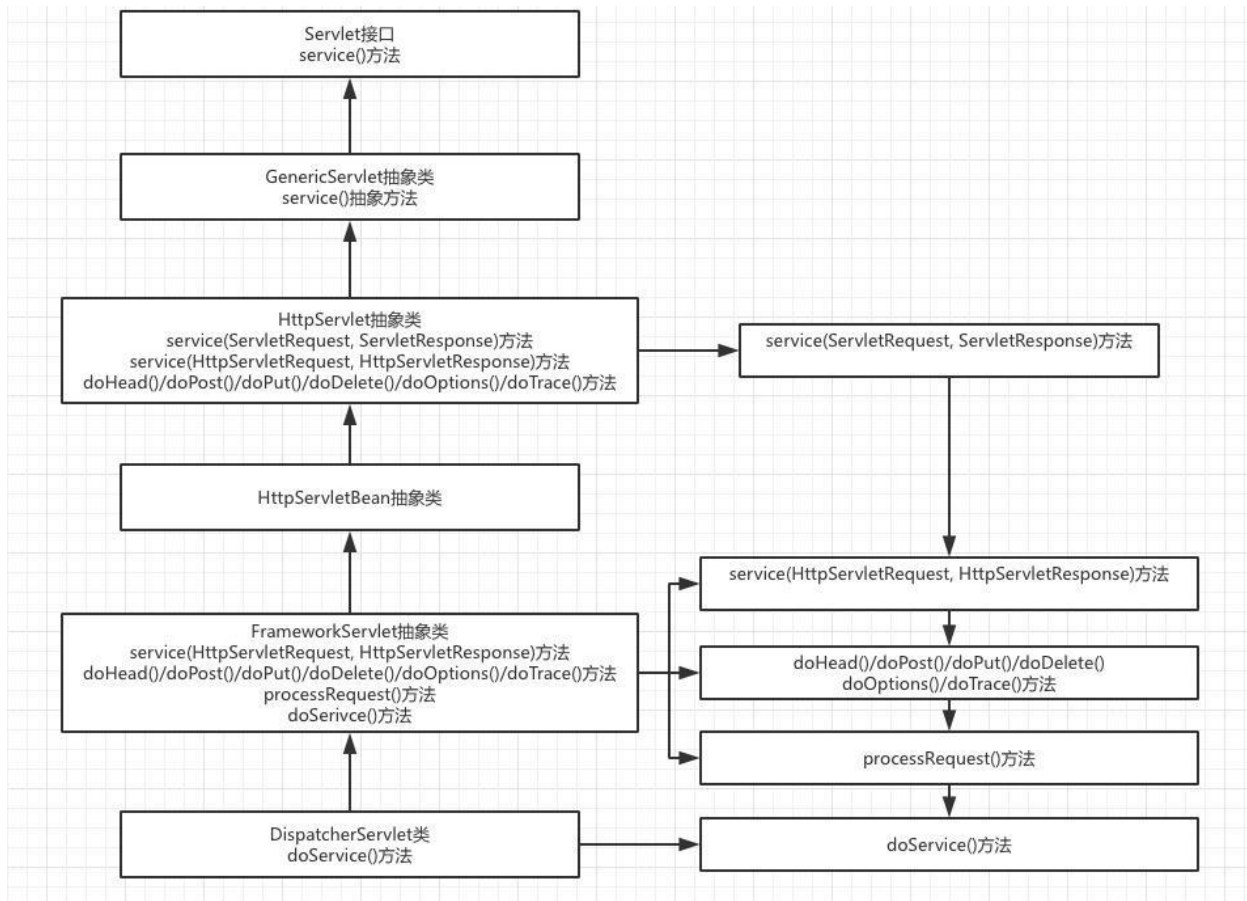 Servlet接口
service()方法
GenericServlet抽象类
service()抽象方法
HttpServlet抽象类
service(ServletRequest, ServletResponse)方法
service(HttpServletRequest, HttpServletResponse)方法
doHead()/doPost()/doPut()/doDelete()/doOptions()/doTrace()方法
service(ServletRequest, ServletResponse)方法
HttpServletBean抽象类
service(HttpServletRequest, HttpServletResponse)方法
FrameworkServlet抽象类
service(HttpServletRequest, HttpServletResponse)方法
doHead()/doPost()/doPut()/doDelete()/doOptions()/doTrace()方法
processRequest()方法
doSerivce()方法
doHead()/doPost()/doPut()/doDelete()
doOptions()/doTrace()方法
processRequest()方法
DispatcherServlet类
doService()方法
doService()方法